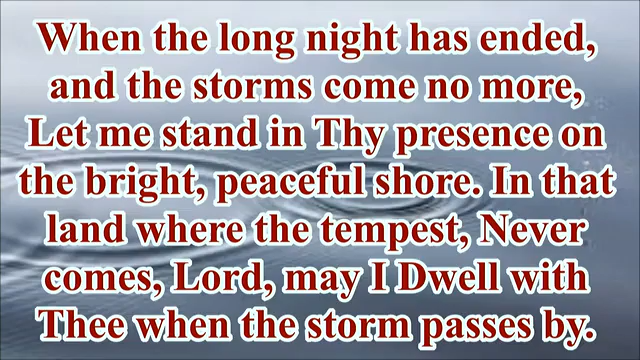 When the long night has ended,
and the storms come no more,
Let me stand in Thy presence on
the bright, peaceful shore. In that
land where the tempest, Never
comes, Lord, may I Dwell with
Thee when the storm passes by.